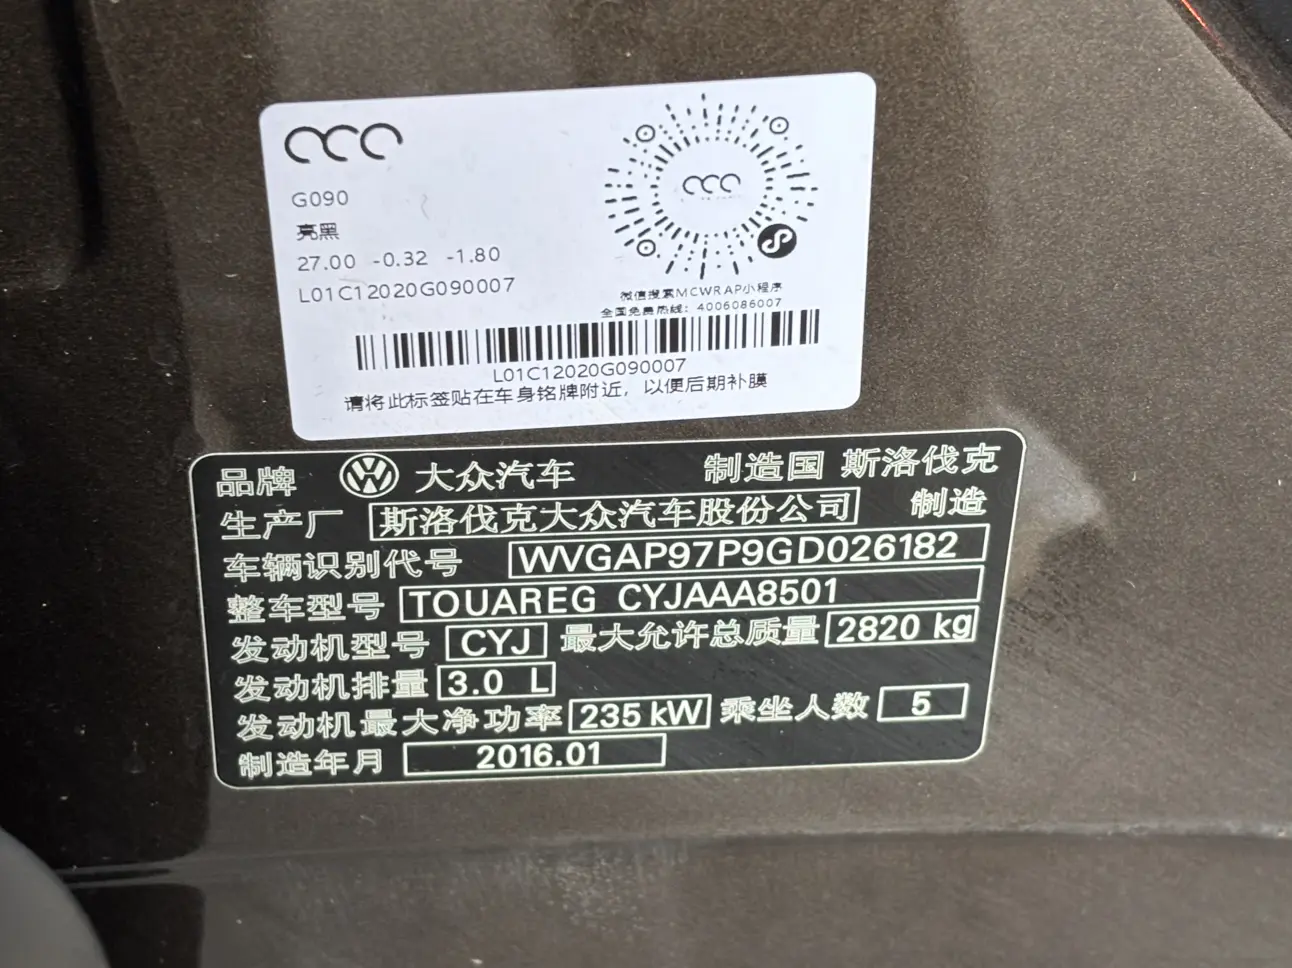 G090
亮黑
27.00 -0.32 -1.80
L01C12020G090007
微信搜索MCWRAP小程序
全国免费热线：4006086007
L01C12020G090007
请将此标签贴在车身铭牌附近，以便后期补膜
品牌 大众汽车 制造国 斯洛伐克
生产厂 斯洛伐克大众汽车股份公司 制造
车辆识别代号 WVGAP97P9GD026182
整车型号 TOUAREG CYJAAA8501
发动机型号 CYJ 最大允许总质量 2820 kg
发动机排量 3.0 L
发动机最大净功率 235 kW 乘坐人数 5
制造年月 2016.01